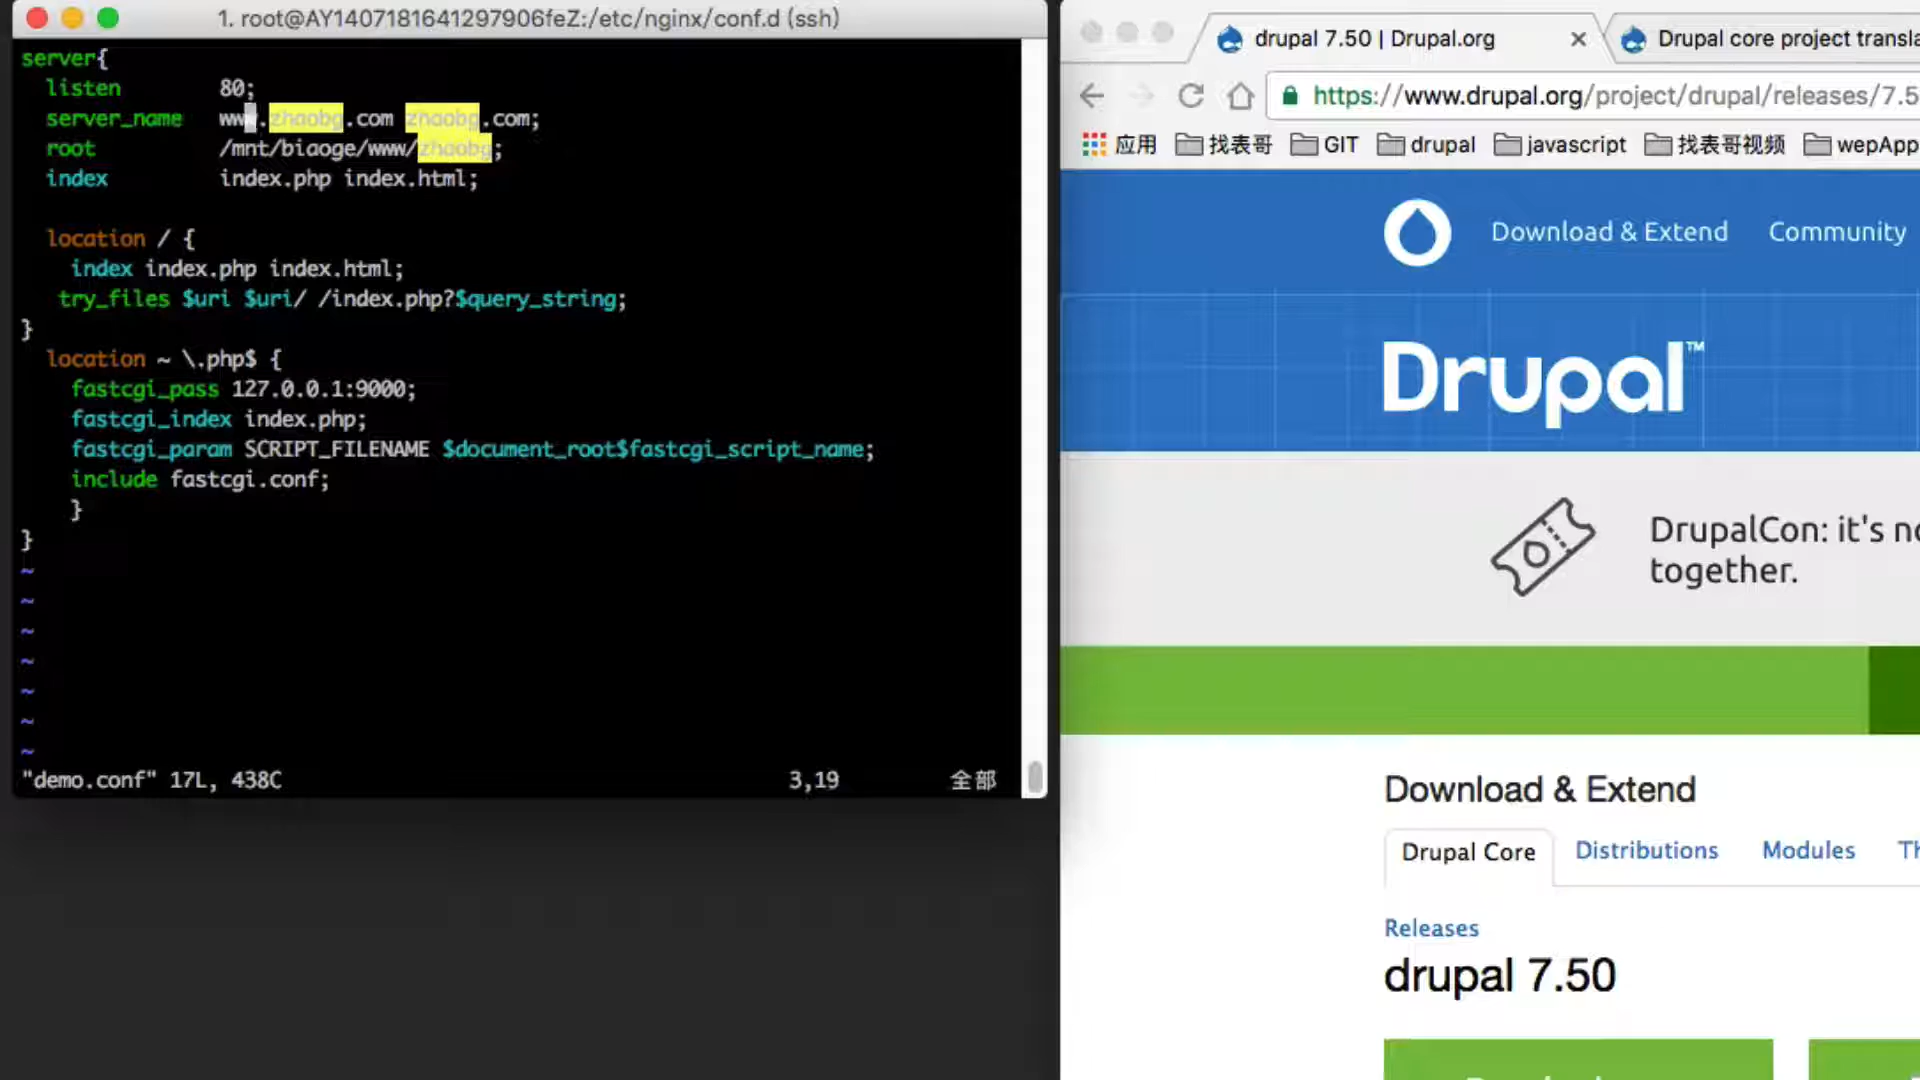 1. root@AY1407181641297906feZ:/etc/nginx/conf.d (ssh)
server{
listen 80;
server_name www.zhaobg.com zhaobg.com;
root /mnt/biaoge/www/zhaobg;
index index.php index.html;
location / {
index index.php index.html;
try_files $uri $uri/ /index.php?$query_string;
}
location ~ \.php$ {
fastcgi_pass 127.0.0.1:9000;
fastcgi_index index.php;
fastcgi_param SCRIPT_FILENAME $document_root$fastcgi_script_name;
include fastcgi.conf;
}
}
~
~
~
~
~
~
~
"demo.conf" 17L, 438C 3,19 全部
drupal 7.50 | Drupal.org Drupal core project transla
https://www.drupal.org/project/drupal/releases/7.5
应用 找表哥 GIT drupal javascript 找表哥视频 wepApp
Download & Extend Community
Drupal™
DrupalCon: it's no
together.
Download & Extend
Drupal Core Distributions Modules Th
Releases
drupal 7.50